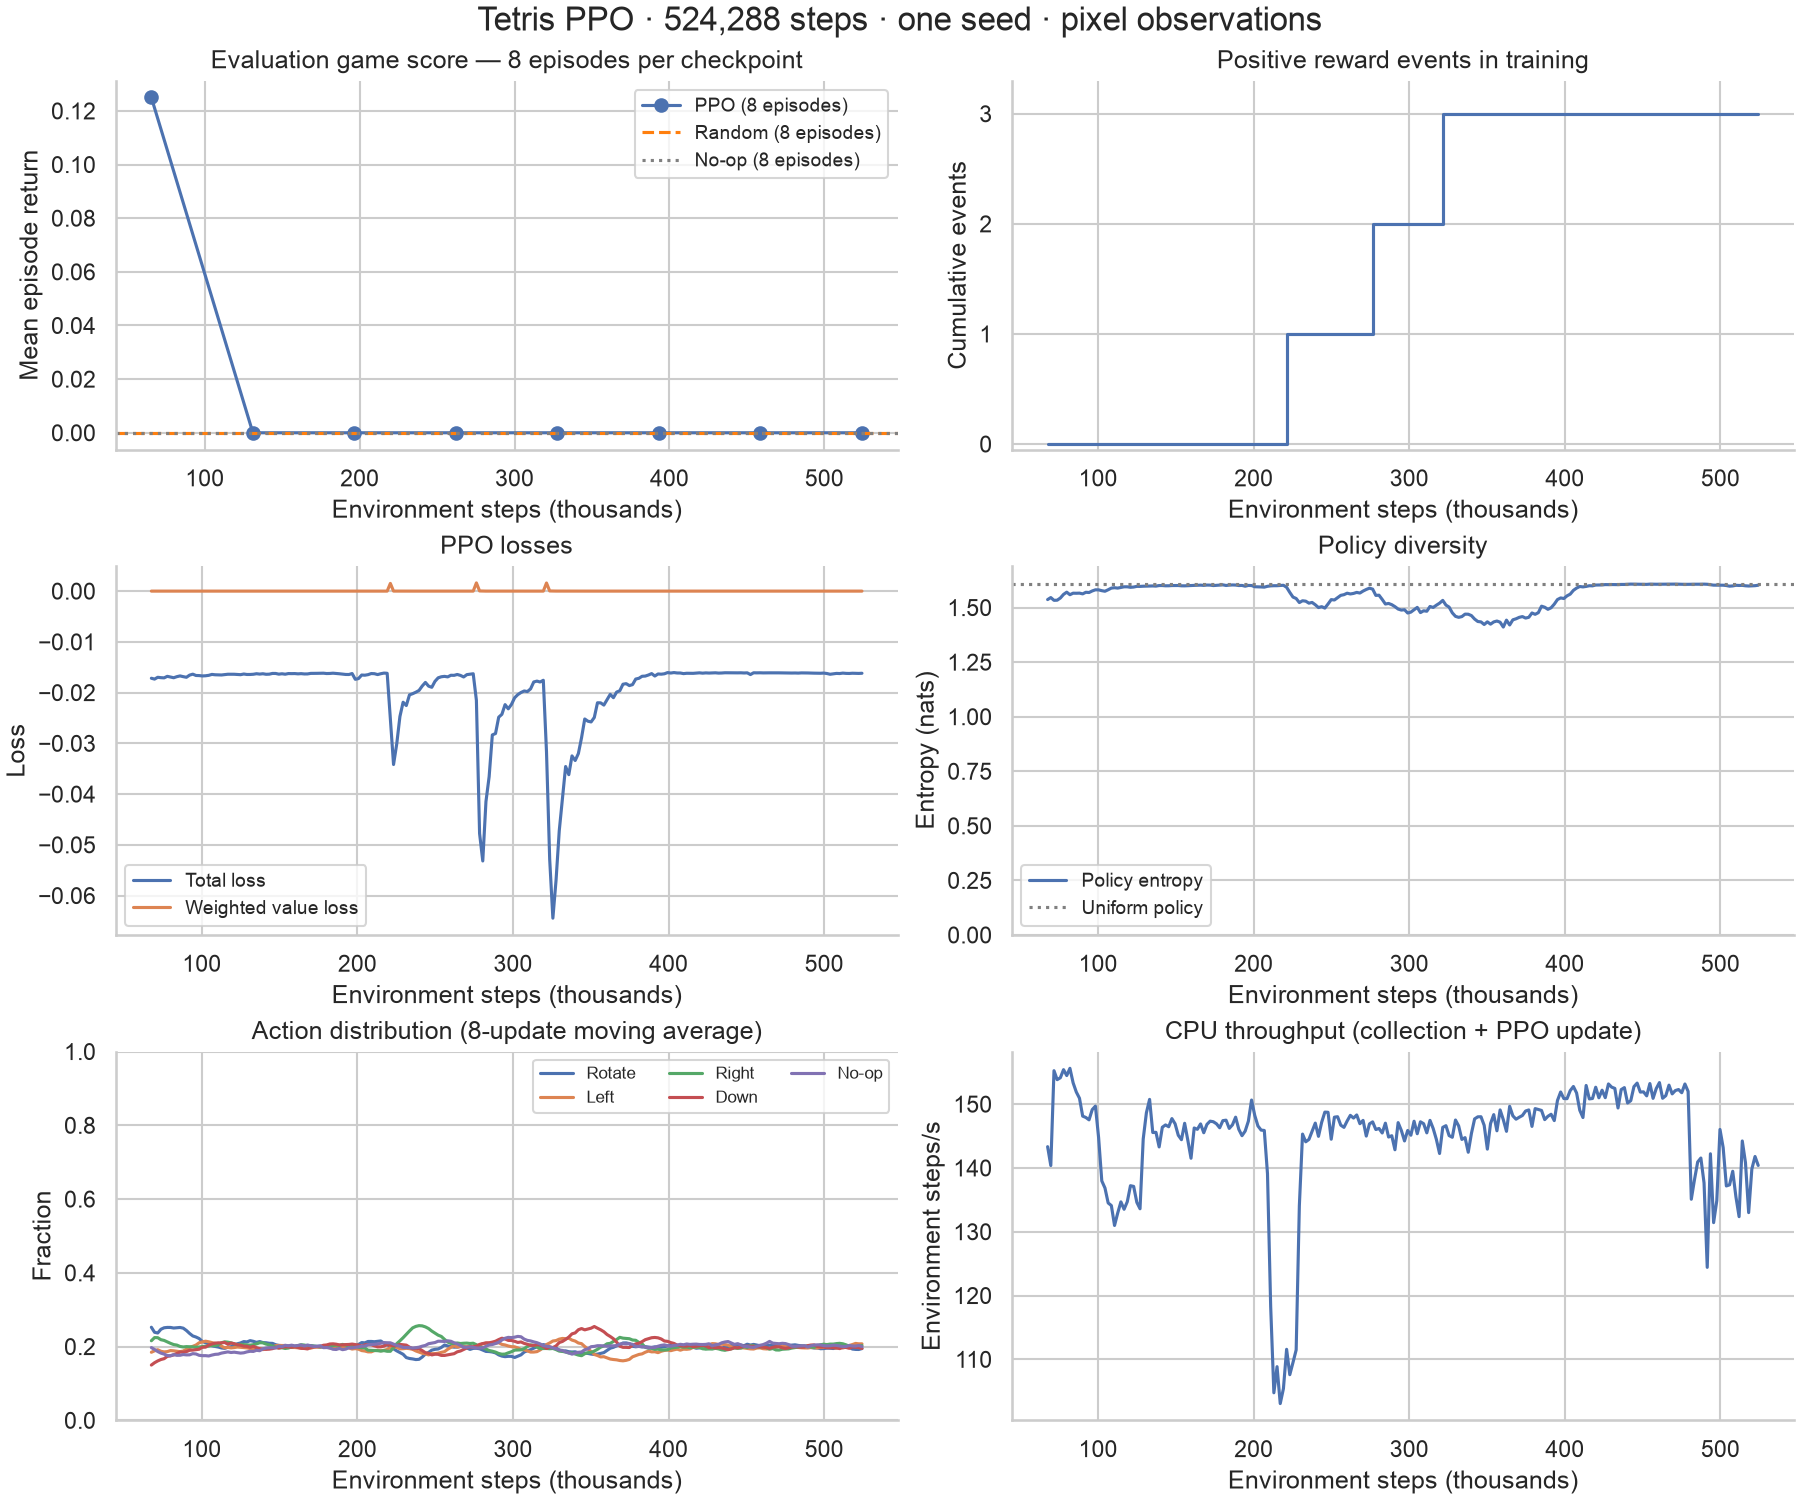 Tetris PPO · 524,288 steps · one seed · pixel observations
Evaluation game score — 8 episodes per checkpoint
Mean episode return
0.12
0.10
0.08
0.06
0.04
0.02
0.00
PPO (8 episodes)
Random (8 episodes)
No-op (8 episodes)
100 200 300 400 500
Environment steps (thousands)
Positive reward events in training
Cumulative events
3
2
1
0
100 200 300 400 500
Environment steps (thousands)
PPO losses
Loss
0.00
−0.01
−0.02
−0.03
−0.04
−0.05
−0.06
Total loss
Weighted value loss
100 200 300 400 500
Environment steps (thousands)
Policy diversity
Entropy (nats)
1.50
1.25
1.00
0.75
0.50
0.25
0.00
Policy entropy
Uniform policy
100 200 300 400 500
Environment steps (thousands)
Action distribution (8-update moving average)
Fraction
1.0
0.8
0.6
0.4
0.2
0.0
Rotate Right No-op
Left Down
100 200 300 400 500
Environment steps (thousands)
CPU throughput (collection + PPO update)
Environment steps/s
150
140
130
120
110
100 200 300 400 500
Environment steps (thousands)